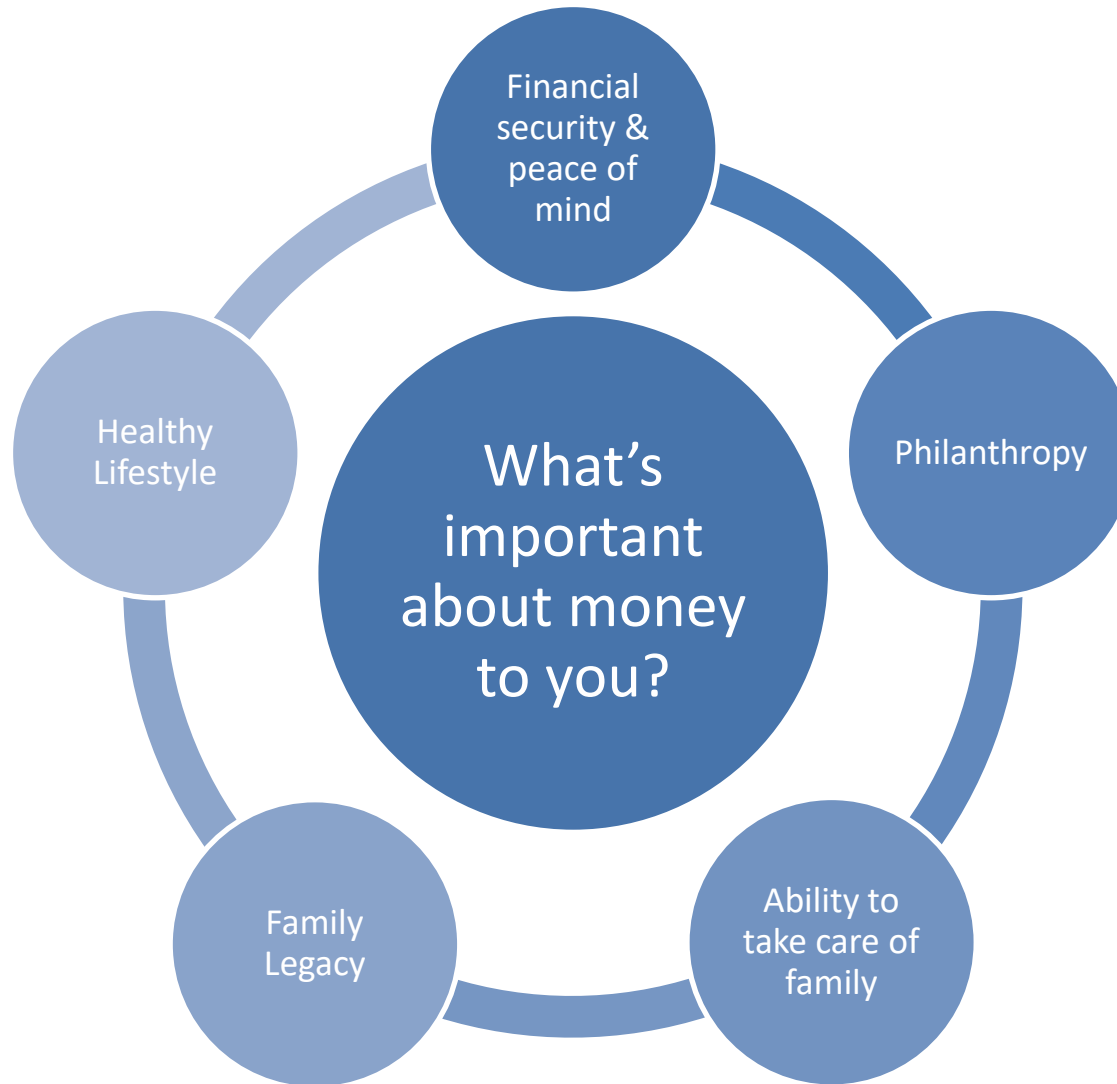 Financial
security &
peace of
mind
Healthy
Lifestyle
Philanthropy
What’s
important
about money
to you?
Family
Legacy
Ability to
take care of
family